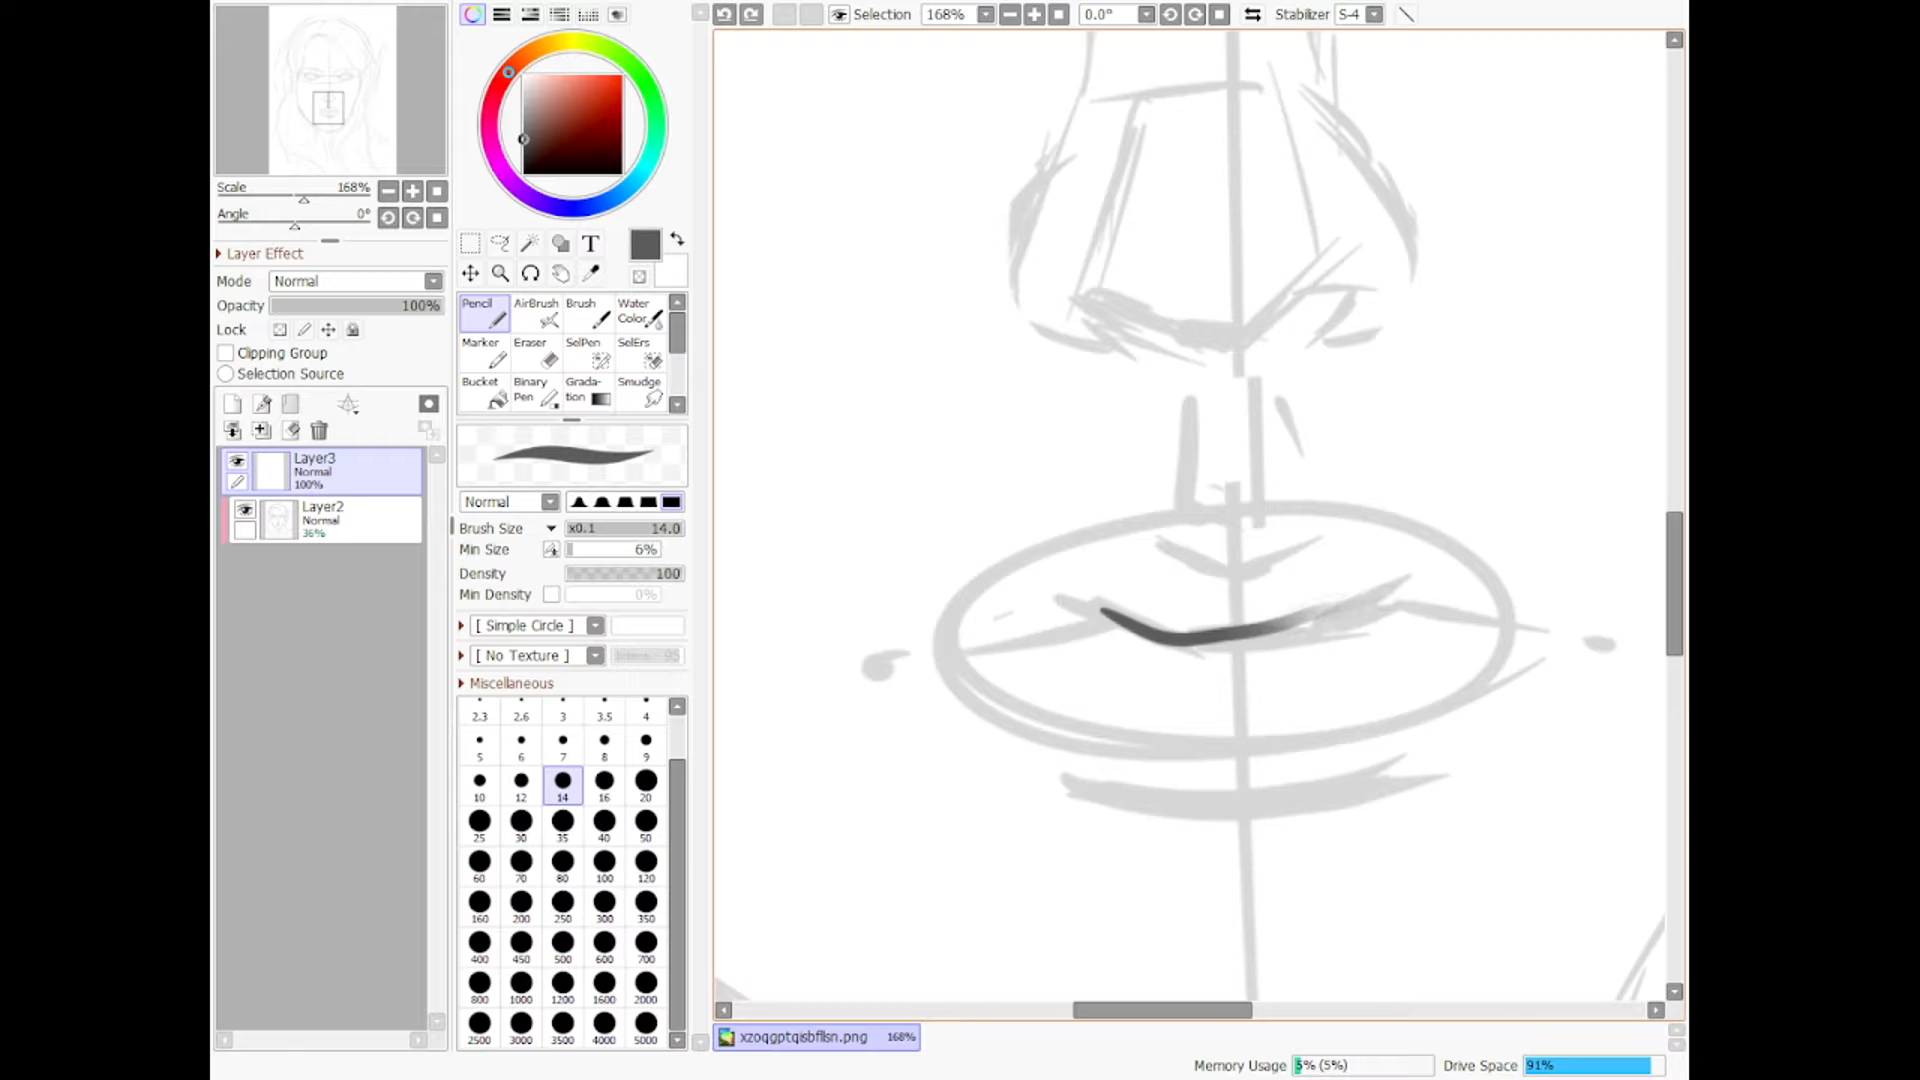 Selection 168% 0.0° Stabilizer S-4
Scale 168%
Angle 0°
Layer Effect
Mode Normal
Opacity 100%
Lock
Clipping Group
Selection Source
Layer3
Normal
100%
Layer2
Normal
36%
T
Pencil AirBrush Brush Water Color
Marker Eraser SelPen SelErs
Bucket Binary Pen Grada-tion Smudge
Normal
Brush Size x0.1 14.0
Min Size 6%
Density 100
Min Density 0%
[ Simple Circle ]
[ No Texture ] 95
Miscellaneous
2.3 2.6 3 3.5 4
5 6 7 8 9
10 12 14 16 20
25 30 35 40 50
60 70 80 100 120
160 200 250 300 350
400 450 500 600 700
800 1000 1200 1600 2000
2500 3000 3500 4000 5000
xzoqgptqisbfllsn.png 168%
Memory Usage 5% (5%) Drive Space 91%